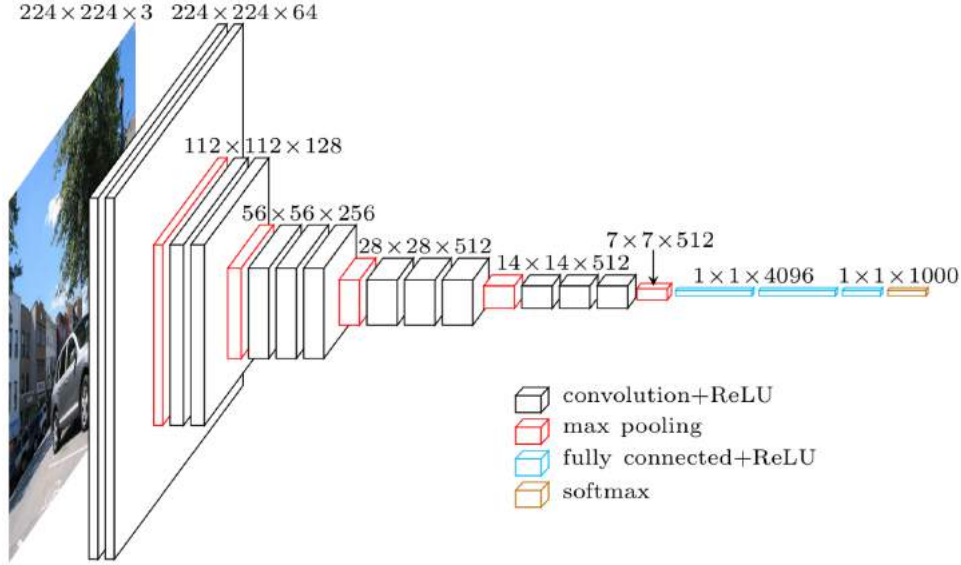 224×224×3
224×224×64
112×112×128
56×56×256
28×28×512
14×14×512
7×7×512
1×1×4096
1×1×1000
convolution+ReLU
max pooling
fully connected+ReLU
softmax